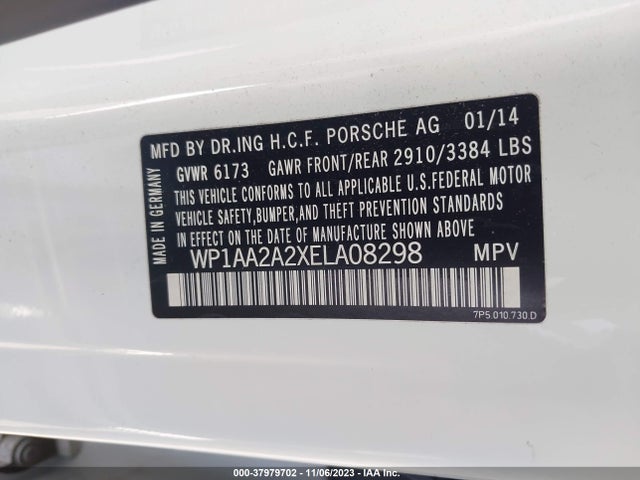 MFD BY DR.ING H.C.F. PORSCHE AG 01/14
GVWR 6173 GAWR FRONT/REAR 2910/3384 LBS
THIS VEHICLE CONFORMS TO ALL APPLICABLE U.S.FEDERAL MOTOR
VEHICLE SAFETY,BUMPER,AND THEFT PREVENTION STANDARDS
IN EFFECT ON THE DATE OF MANUFACTURE SHOWN ABOVE
MADE IN GERMANY
WP1AA2A2XELA08298 MPV
7P5.010.730.D
000-37979702 - 11/06/2023 - IAA Inc.